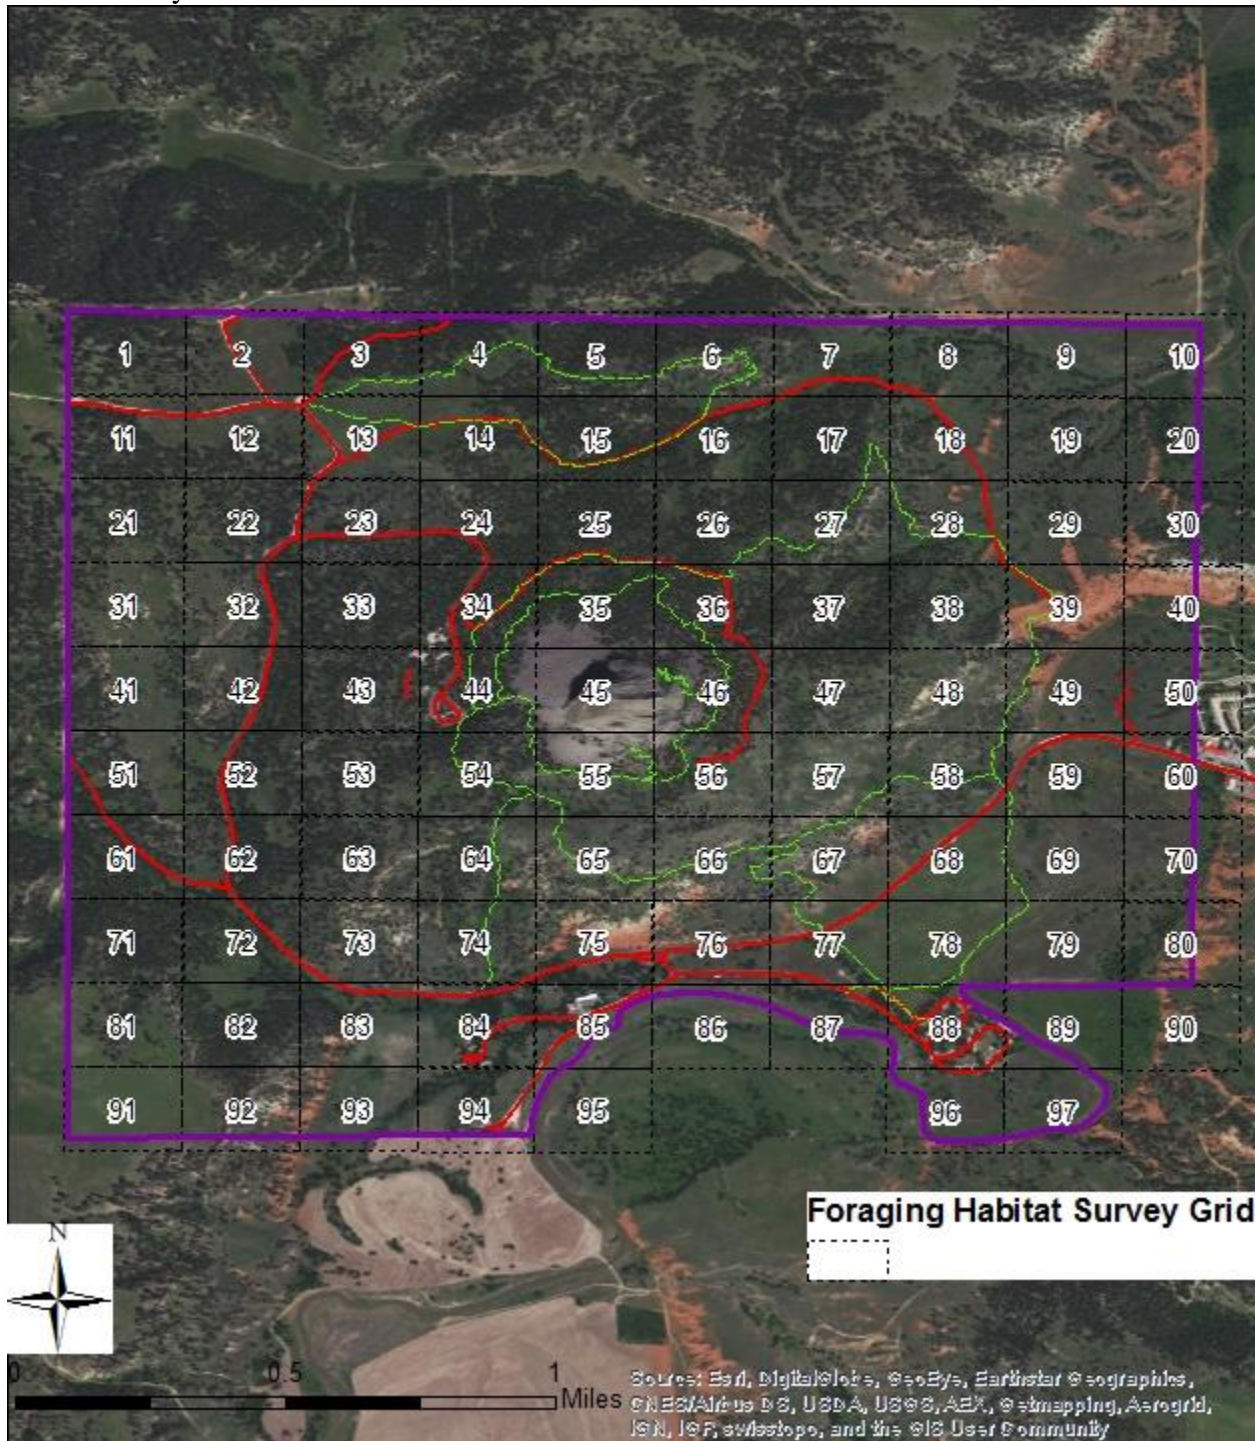 1 2 3 4 5 6 7 8 9 10
11 12 13 14 15 16 17 18 19 20
21 22 23 24 25 26 27 28 29 30
31 32 33 34 35 36 37 38 39 40
41 42 43 44 45 46 47 48 49 50
51 52 53 54 55 56 57 58 59 60
61 62 63 64 65 66 67 68 69 70
71 72 73 74 75 76 77 78 79 80
81 82 83 84 85 86 87 88 89 90
91 92 93 94 95 96 97
Foraging Habitat Survey Grid
N
0 0.5 1
Miles
Source: Esri, DigitalGlobe, GeoEye, Earthstar Geographics,
CNES/Airbus DS, USDA, USGS, AEX, Getmapping, Aerogrid,
IGN, IGP, swisstopo, and the GIS User Community